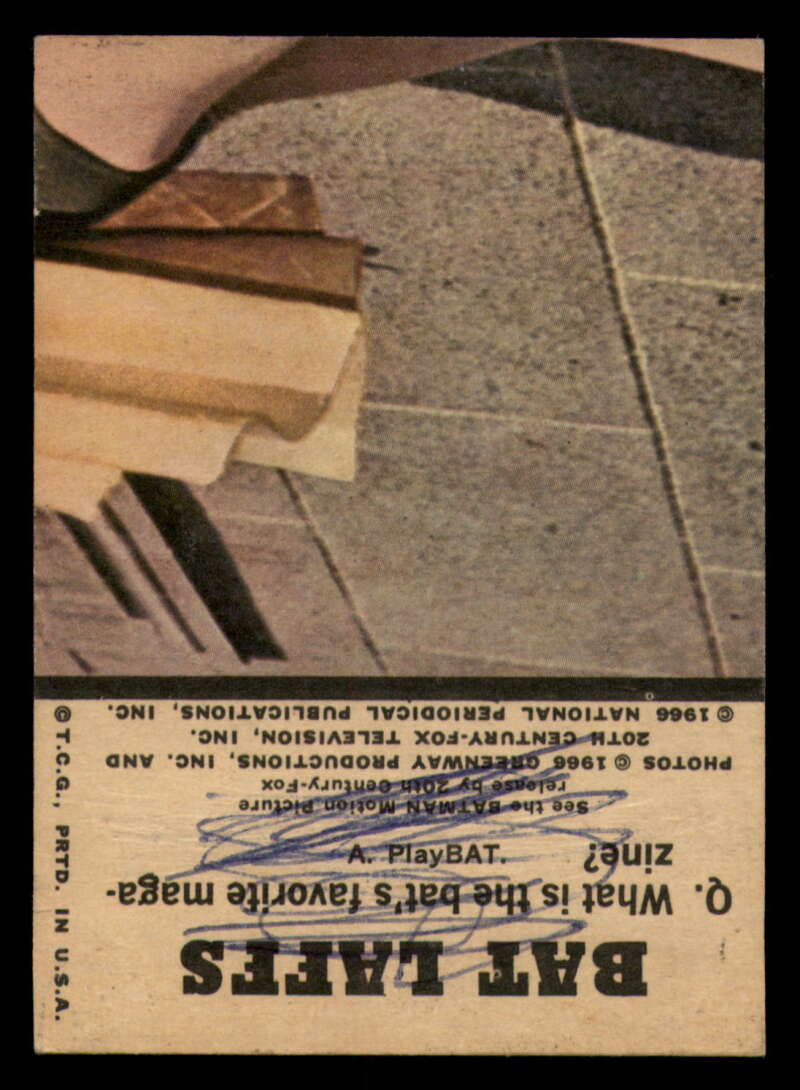 BAT LAFFS
Q. What is the bat's favorite maga-
zine?
A. PlayBAT.
See the BATMAN Motion Picture
release by 20th Century-Fox
PHOTOS © 1966 GREENWAY PRODUCTIONS, INC. AND
20TH CENTURY-FOX TELEVISION, INC.
© 1966 NATIONAL PERIODICAL PUBLICATIONS, INC.
© T.C.G., PRTD. IN U.S.A.